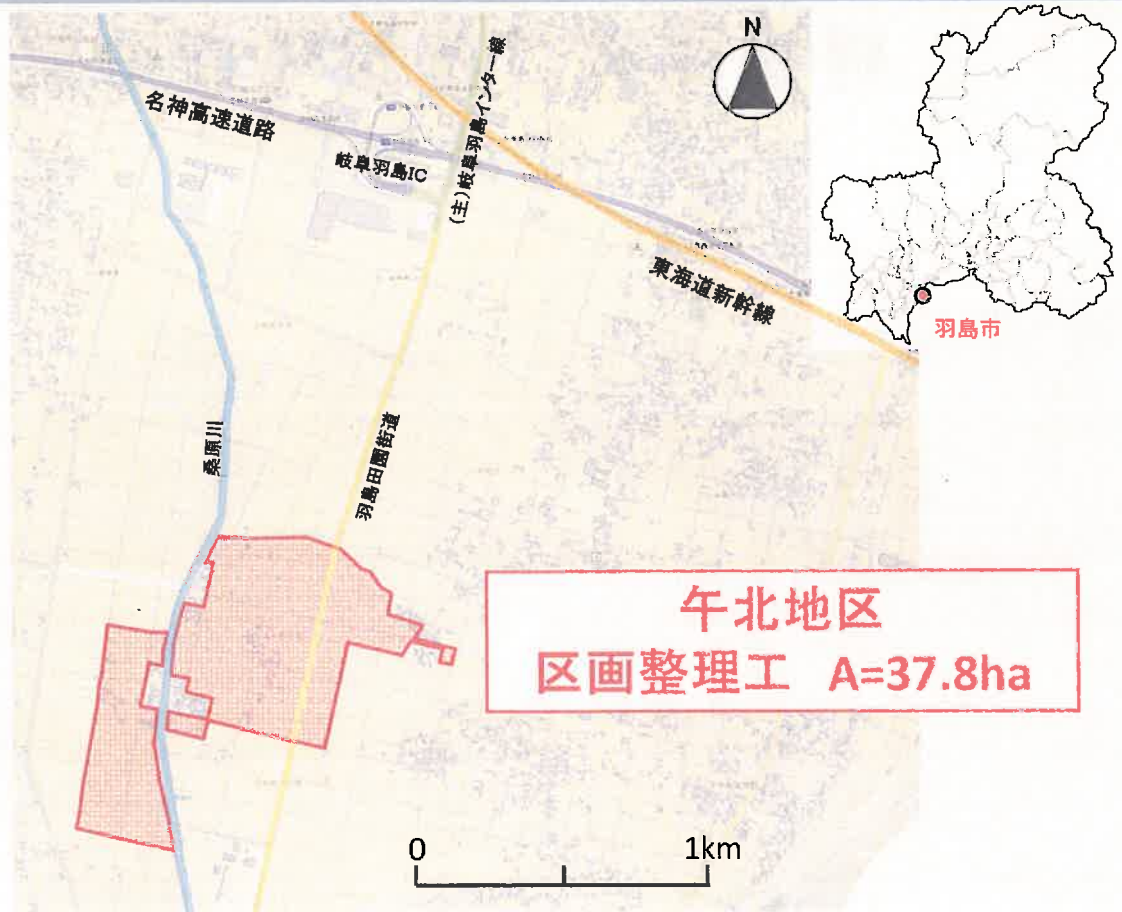 N
名神高速道路
岐阜羽島IC
(主)岐阜羽島インター線
東海道新幹線
羽島市
桑原川
羽島田園街道
午北地区
区画整理工 A=37.8ha
0
1km